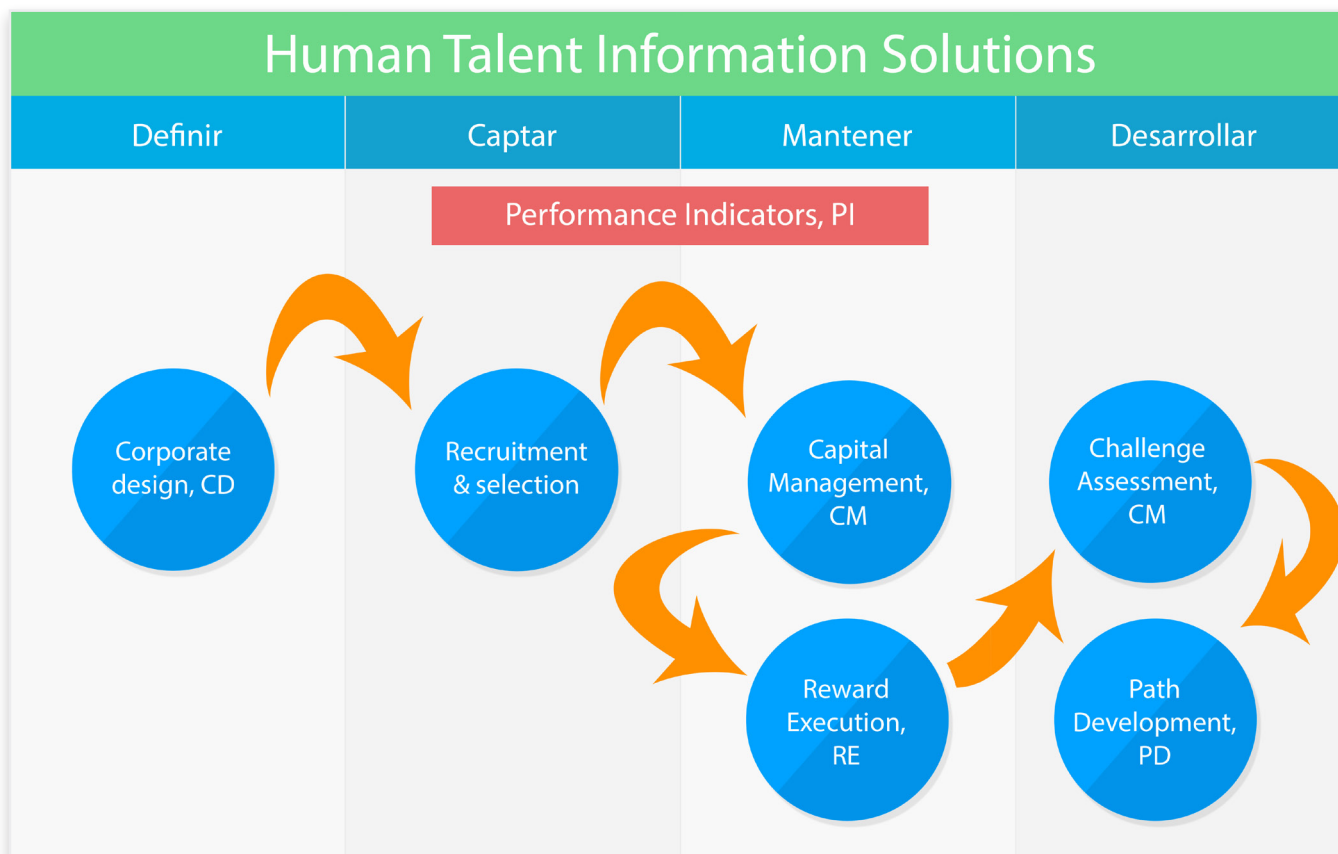 Human Talent Information Solutions
Definir
Captar
Mantener
Desarrollar
Performance Indicators, PI
Corporate
design, CD
Recruitment
& selection
Capital
Management,
CM
Challenge
Assessment,
CM
Reward
Execution,
RE
Path
Development,
PD